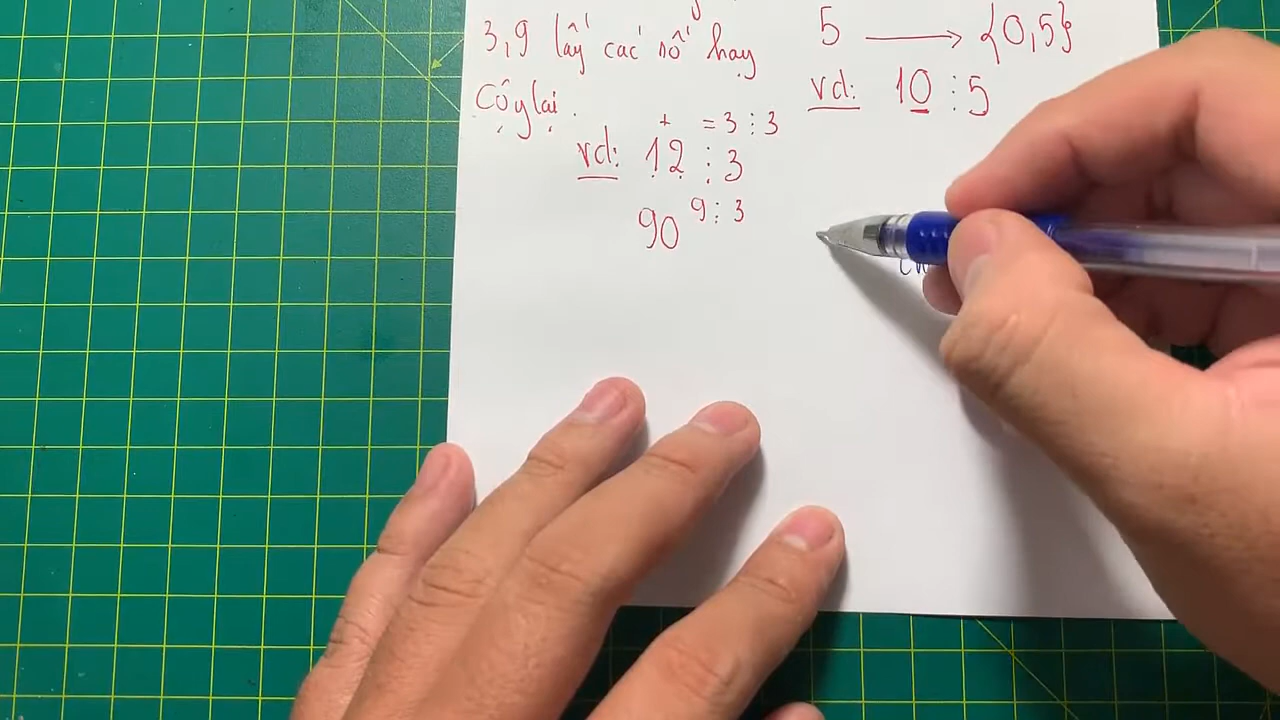 3,9 lấy các số hay
Cộng lại.
+ = 3 ⋮ 3
vd: 12 ⋮ 3
90 9 ⋮ 3
5 → {0,5}
vd: 10 ⋮ 5